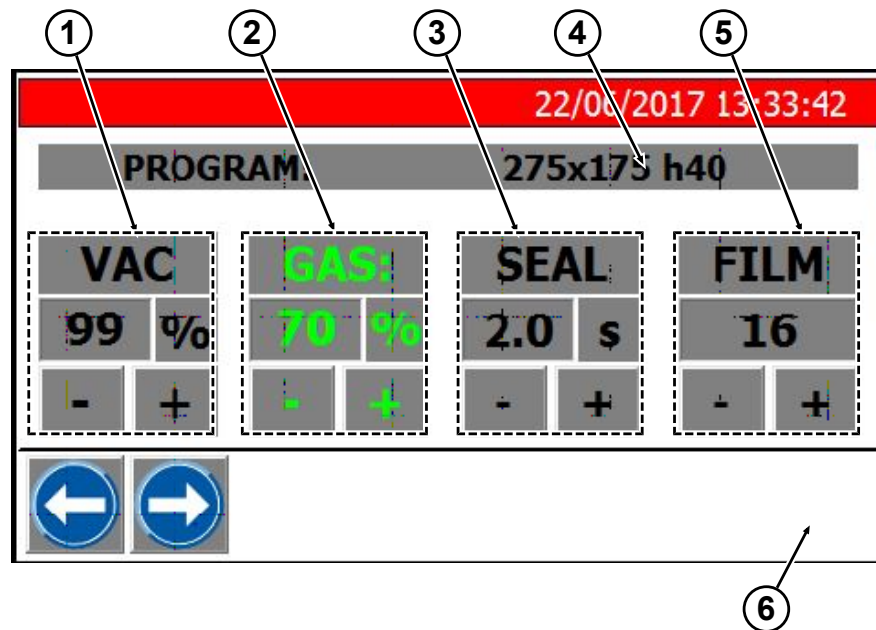 1 2 3 4 5
22/06/2017 13:33:42
PROGRAM: 275x175 h40
VAC GAS: SEAL FILM
99 % 70 % 2.0 s 16
- + - + - + - +
6